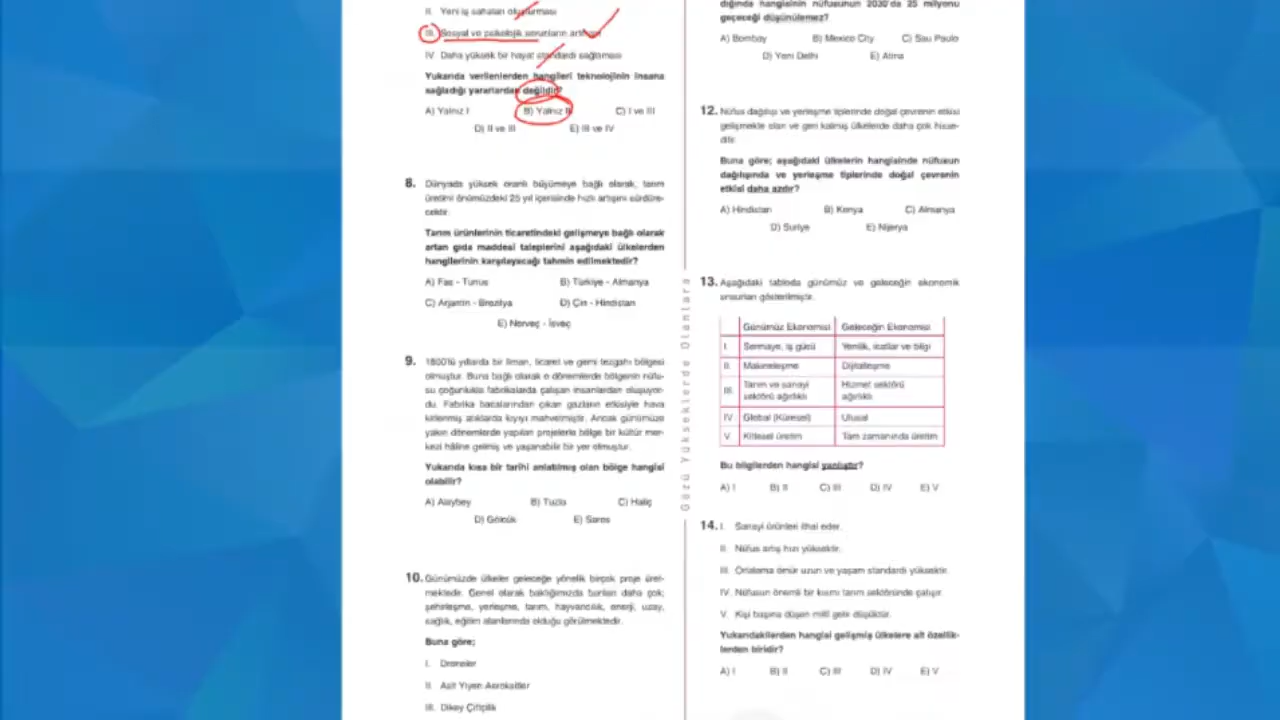 II. Yeni iş sahaları oluşturması
III. Sosyal ve psikolojik sorunların artması
IV. Daha yüksek bir hayat standardı sağlaması
Yukarıda verilenlerden hangileri teknolojinin insana
sağladığı yararlardan değildir?
A) Yalnız I B) Yalnız III C) I ve III
D) II ve III E) III ve IV
8. Dünyada yüksek oranlı büyümeye bağlı olarak, tarım
üretimi önümüzdeki 25 yıl içerisinde hızlı artışını sürdüre-
cektir.
Tarım ürünlerinin ticaretindeki gelişmeye bağlı olarak
artan gıda maddesi taleplerini aşağıdaki ülkelerden
hangilerinin karşılayacağı tahmin edilmektedir?
A) Fas - Tunus B) Türkiye - Almanya
C) Arjantin - Brezilya D) Çin - Hindistan
E) Norveç - İsveç
9. 1800'lü yıllarda bir liman, ticaret ve gemi tezgahı bölgesi
olmuştur. Buna bağlı olarak o dönemlerde bölgenin nüfu-
su çoğunlukla fabrikalarda çalışan insanlardan oluşuyor-
du. Fabrika bacalarından çıkan gazların etkisiyle hava
kirlenmiş atıklarda kıyıyı mahvetmiştir. Ancak günümüze
yakın dönemlerde yapılan projelerle bölge bir kültür mer-
kezi hâline gelmiş ve yaşanabilir bir yer olmuştur.
Yukarıda kısa bir tarihi anlatılmış olan bölge hangisi
olabilir?
A) Alaybey B) Tuzla C) Haliç
D) Gölcük E) Saros
10. Günümüzde ülkeler geleceğe yönelik birçok proje üret-
mektedir. Genel olarak baktığımızda bunları daha çok;
şehirleşme, yerleşme, tarım, hayvancılık, enerji, uzay,
sağlık, eğitim alanlarında olduğu görülmektedir.
Buna göre;
I. Droneler
II. Asit Yiyen Aerokseller
III. Dikey Çiftçilik
Gözü Yükseklerde Olanlara
dığında hangisinin nüfusunun 2030'da 25 milyonu
geçeceği düşünülemez?
A) Bombay B) Mexico City C) Sau Paulo
D) Yeni Delhi E) Atina
12. Nüfus dağılışı ve yerleşme tiplerinde doğal çevrenin etkisi
gelişmekte olan ve geri kalmış ülkelerde daha çok hisse-
dilir.
Buna göre; aşağıdaki ülkelerin hangisinde nüfusun
dağılışında ve yerleşme tiplerinde doğal çevrenin
etkisi daha azdır?
A) Hindistan B) Kenya C) Almanya
D) Suriye E) Nijerya
13. Aşağıdaki tabloda günümüz ve geleceğin ekonomik
unsurları gösterilmiştir.
Günümüz Ekonomisi Geleceğin Ekonomisi
I. Sermaye, iş gücü Yenilik, icatlar ve bilgi
II. Makineleşme Dijitalleşme
III. Tarım ve sanayi sektörü ağırlıklı Hizmet sektörü ağırlıklı
IV. Global (Küresel) Ulusal
V. Kitlesel üretim Tam zamanında üretim
Bu bilgilerden hangisi yanlıştır?
A) I B) II C) III D) IV E) V
14. I. Sanayi ürünleri ithal eder.
II. Nüfus artış hızı yüksektir.
III. Ortalama ömür uzun ve yaşam standardı yüksektir.
IV. Nüfusun önemli bir kısmı tarım sektöründe çalışır.
V. Kişi başına düşen millî gelir düşüktür.
Yukarıdakilerden hangisi gelişmiş ülkelere ait özellik-
lerden biridir?
A) I B) II C) III D) IV E) V